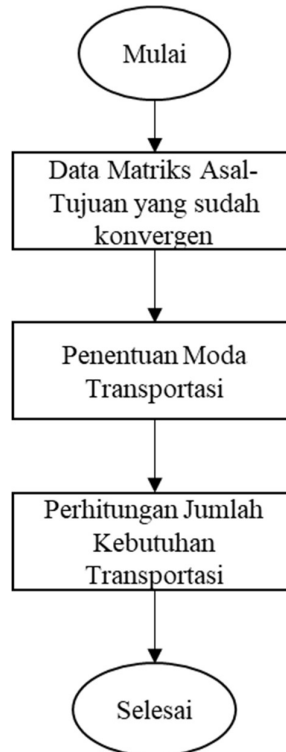 Mulai
Data Matriks Asal-
Tujuan yang sudah
konvergen
Penentuan Moda
Transportasi
Perhitungan Jumlah
Kebutuhan
Transportasi
Selesai